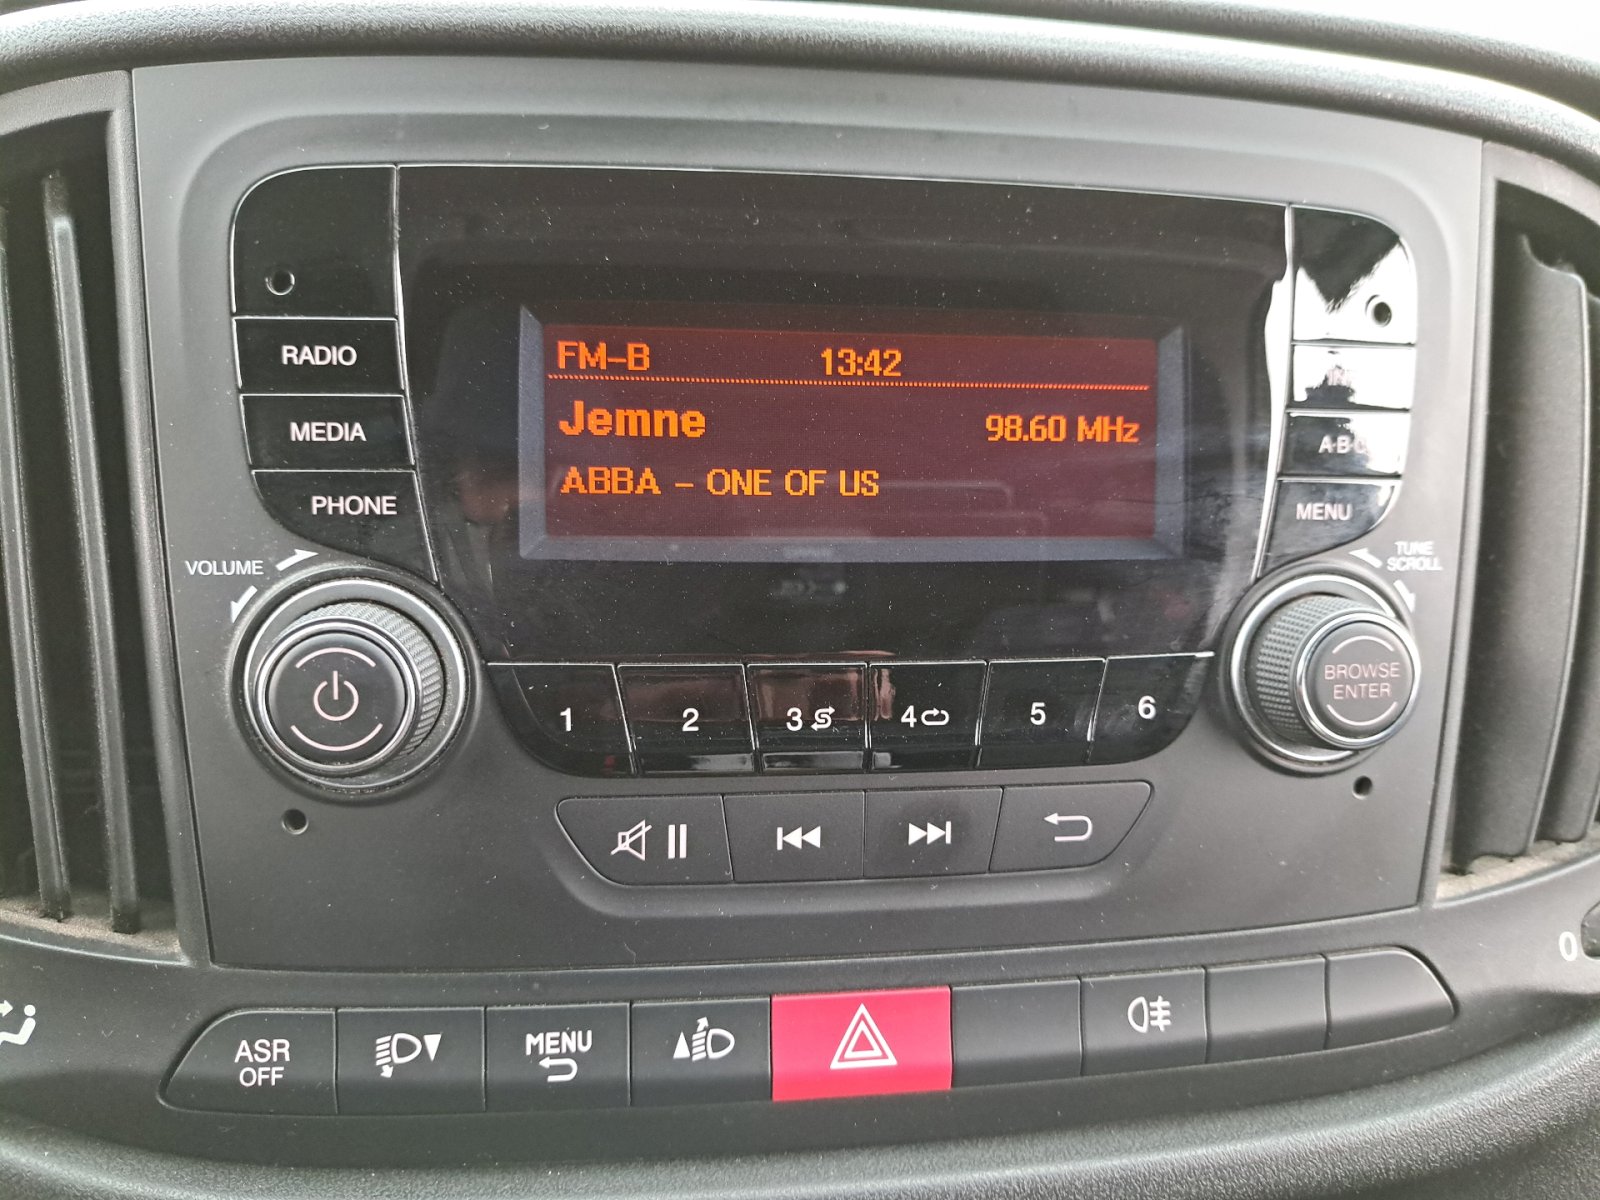 FM-B 13:42
Jemne 98.60 MHz
ABBA - ONE OF US
RADIO
MEDIA
PHONE
A-B-C
MENU
VOLUME
TUNE
SCROLL
BROWSE
ENTER
1 2 3 4 5 6
ASR
OFF
MENU
0